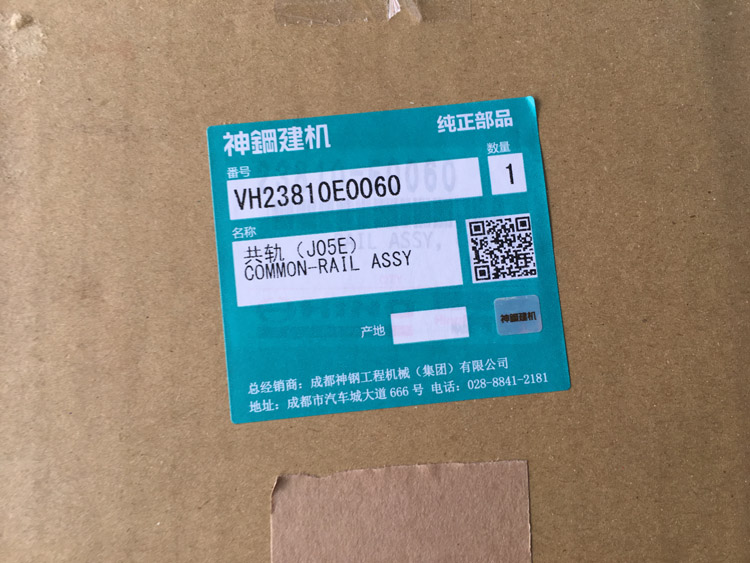 神鋼建机
纯正部品
番号
数量
VH23810E0060
1
名称
共轨（J05E）
COMMON-RAIL ASSY
产地
神鋼建机
总经销商：成都神钢工程机械（集团）有限公司
地址：成都市汽车城大道 666 号 电话：028-8841-2181